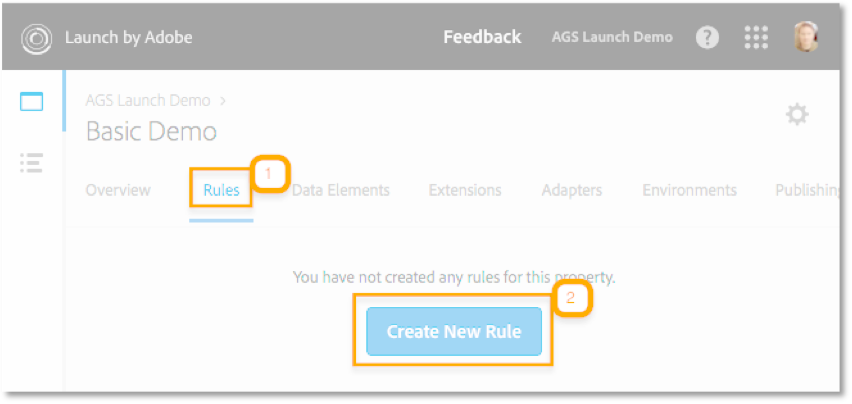 Launch by Adobe Feedback AGS Launch Demo ?
AGS Launch Demo >
Basic Demo
Overview Rules 1 Data Elements Extensions Adapters Environments Publishing
You have not created any rules for this property.
2
Create New Rule